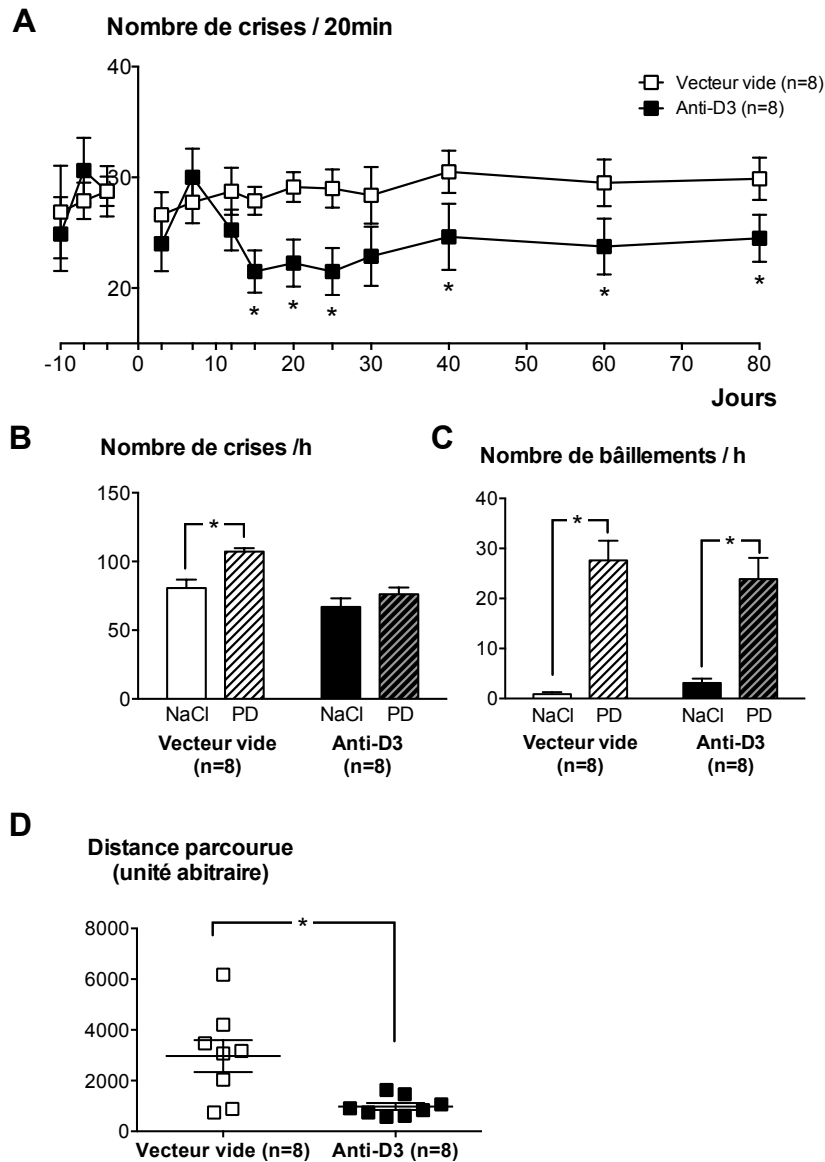 A
Nombre de crises / 20min
40
30
20
Vecteur vide (n=8)
Anti-D3 (n=8)
* * * * * *
-10 0 10 20 30 40 50 60 70 80
Jours
B
Nombre de crises /h
150
100
50
0
*
NaCl PD NaCl PD
Vecteur vide Anti-D3
(n=8) (n=8)
C
Nombre de bâillements / h
40
30
20
10
0
* *
NaCl PD NaCl PD
Vecteur vide Anti-D3
(n=8) (n=8)
D
Distance parcourue
(unité abitraire)
8000
6000
4000
2000
0
*
Vecteur vide (n=8) Anti-D3 (n=8)